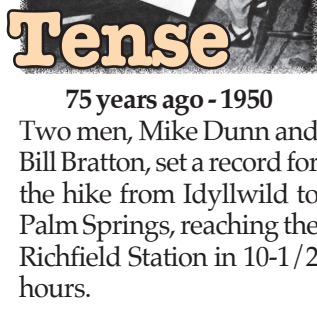 Tense
75 years ago - 1950
Two men, Mike Dunn and
Bill Bratton, set a record for
the hike from Idyllwild to
Palm Springs, reaching the
Richfield Station in 10-1/2
hours.